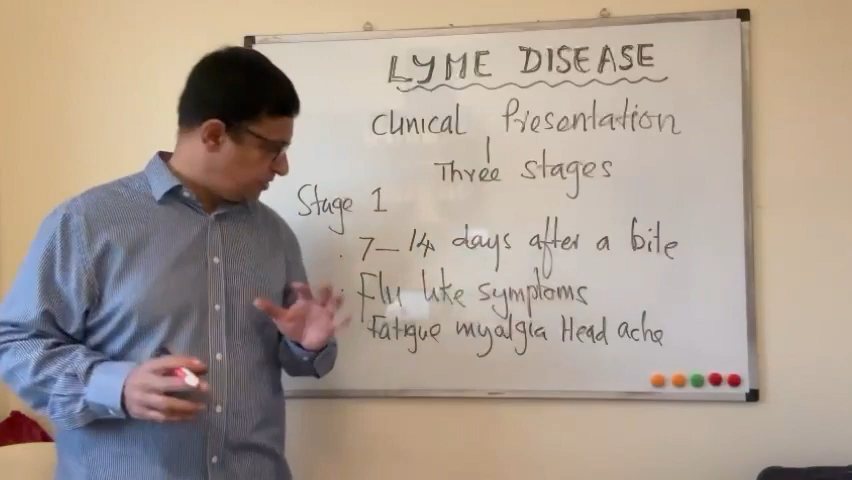 LYME DISEASE
Clinical Presentation
Three stages
Stage 1
. 7-14 days after a bite
. Flu like symptoms
Fatigue myalgia Head ache